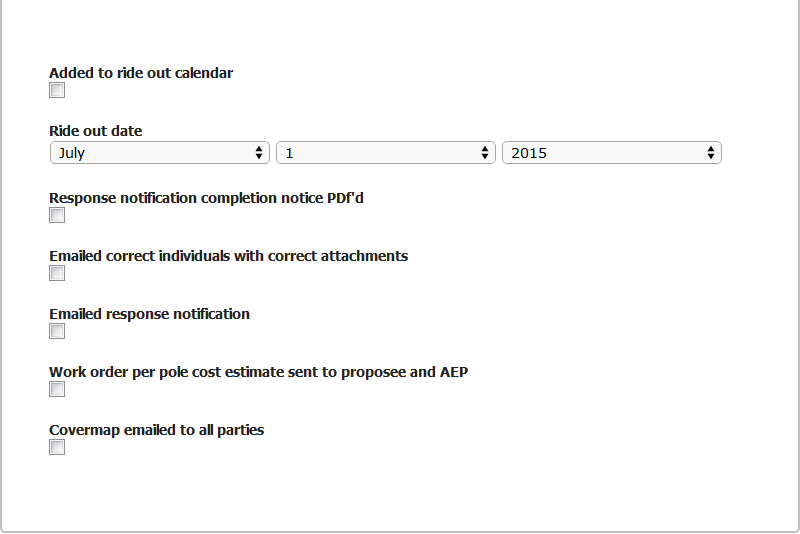 Added to ride out calendar
Ride out date
July 1 2015
Response notification completion notice PDf'd
Emailed correct individuals with correct attachments
Emailed response notification
Work order per pole cost estimate sent to proposee and AEP
Covermap emailed to all parties